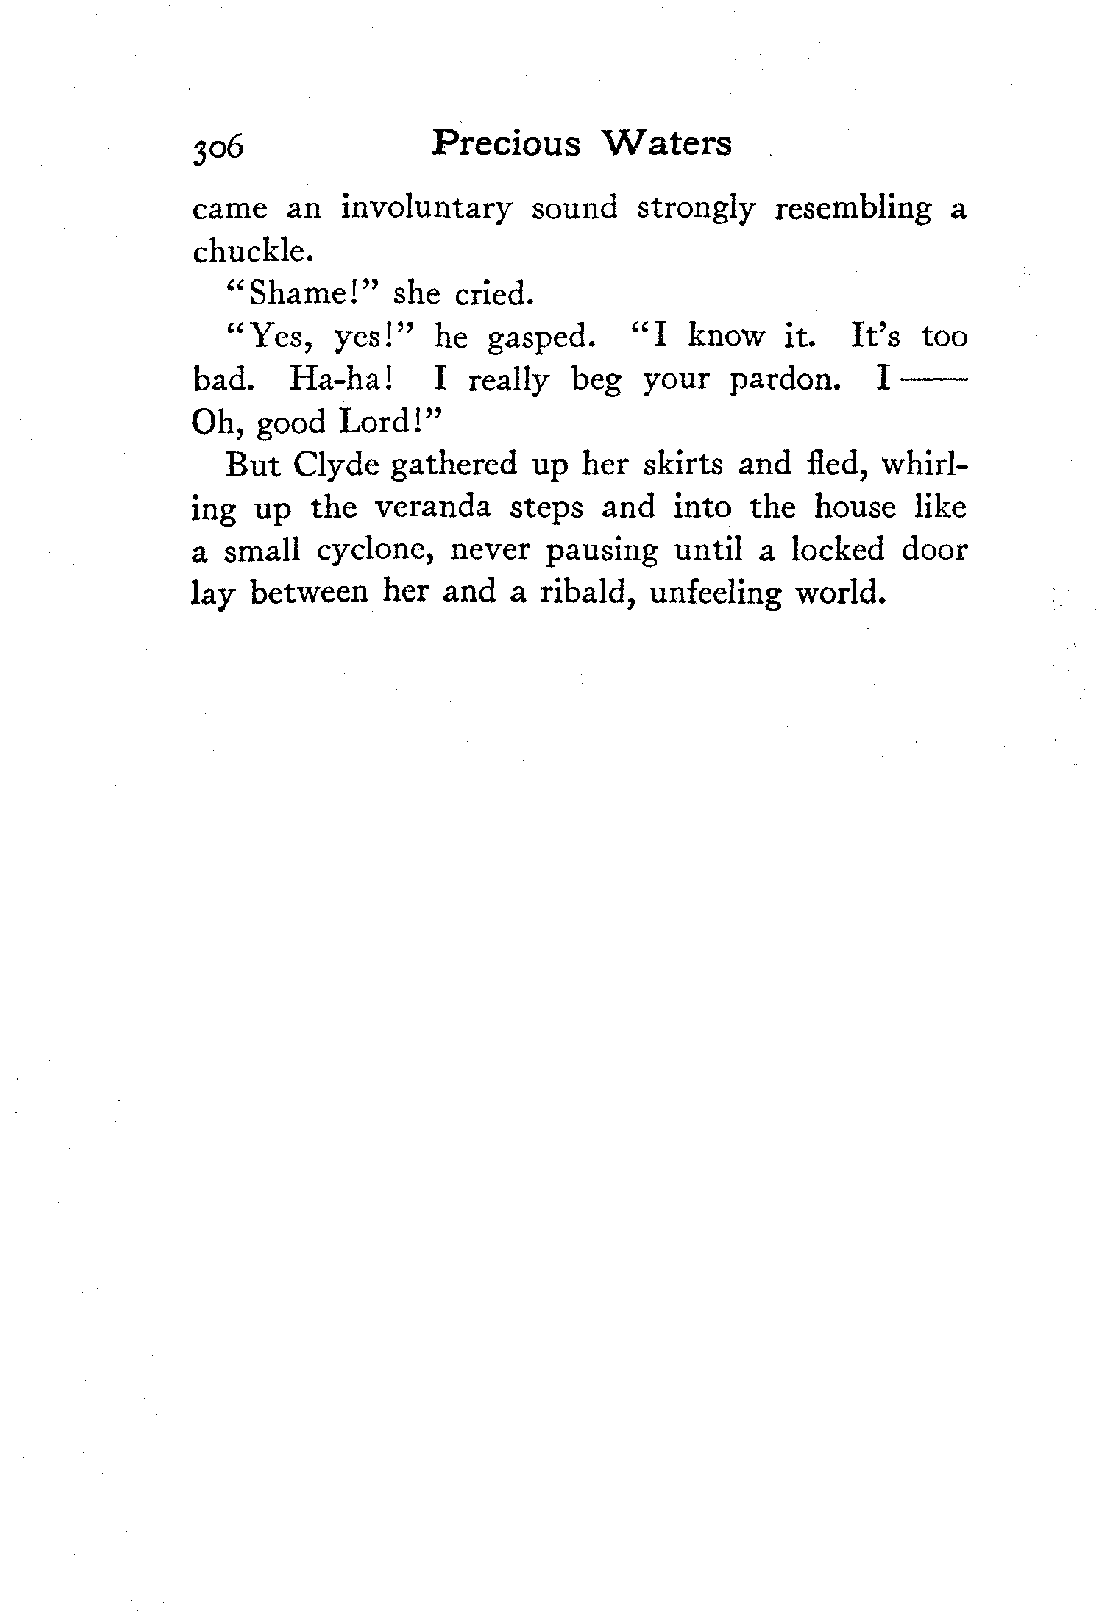 306 Precious Waters
came an involuntary sound strongly resembling a
chuckle.
“Shame!” she cried.
“Yes, yes!” he gasped. “I know it. It’s too
bad. Ha-ha! I really beg your pardon. I ——
Oh, good Lord!”
But Clyde gathered up her skirts and fled, whirl-
ing up the veranda steps and into the house like
a small cyclone, never pausing until a locked door
lay between her and a ribald, unfeeling world.